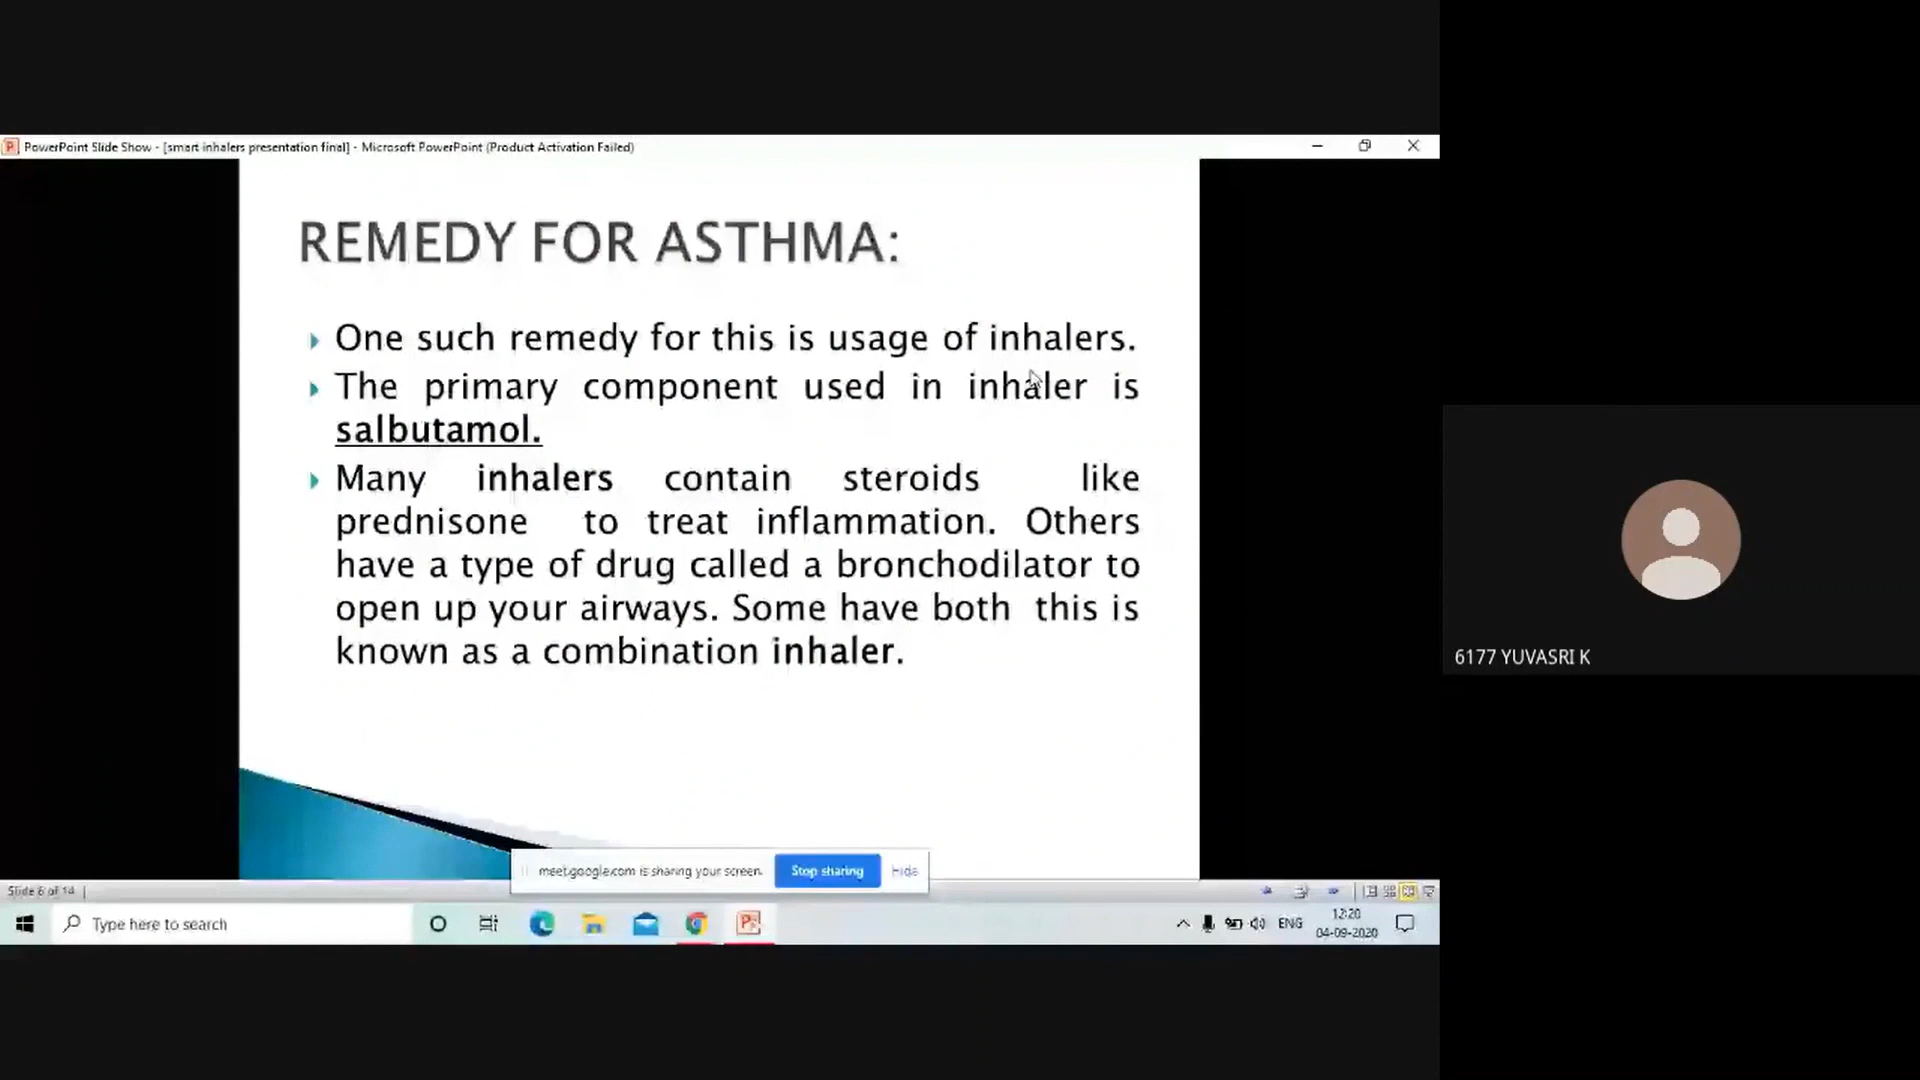 PowerPoint Slide Show - [smart inhalers presentation final] - Microsoft PowerPoint (Product Activation Failed)
REMEDY FOR ASTHMA:
One such remedy for this is usage of inhalers.
The primary component used in inhaler is
salbutamol.
Many inhalers contain steroids like
prednisone to treat inflammation. Others
have a type of drug called a bronchodilator to
open up your airways. Some have both this is
known as a combination inhaler.
6177 YUVASRI K
meet.google.com is sharing your screen.
Stop sharing
Hide
Slide 6 of 14
Type here to search
ENG
12:20
04-09-2020